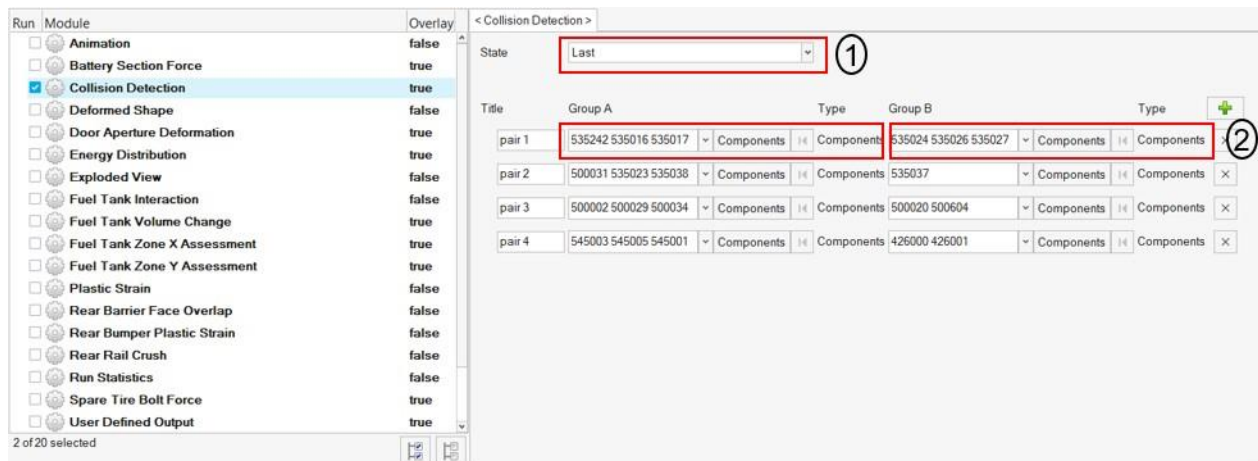 Run Module Overlay
Animation false
Battery Section Force true
Collision Detection true
Deformed Shape false
Door Aperture Deformation true
Energy Distribution true
Exploded View false
Fuel Tank Interaction false
Fuel Tank Volume Change true
Fuel Tank Zone X Assessment true
Fuel Tank Zone Y Assessment true
Plastic Strain false
Rear Barrier Face Overlap false
Rear Bumper Plastic Strain false
Rear Rail Crush false
Run Statistics false
Spare Tire Bolt Force true
User Defined Output true
2 of 20 selected
< Collision Detection >
State Last 1
Title Group A Type Group B Type
pair 1 535242 535016 535017 Components Components 535024 535026 535027 Components Components 2
pair 2 500031 535023 535038 Components Components 535037 Components Components
pair 3 500002 500029 500034 Components Components 500020 500604 Components Components
pair 4 545003 545005 545001 Components Components 426000 426001 Components Components